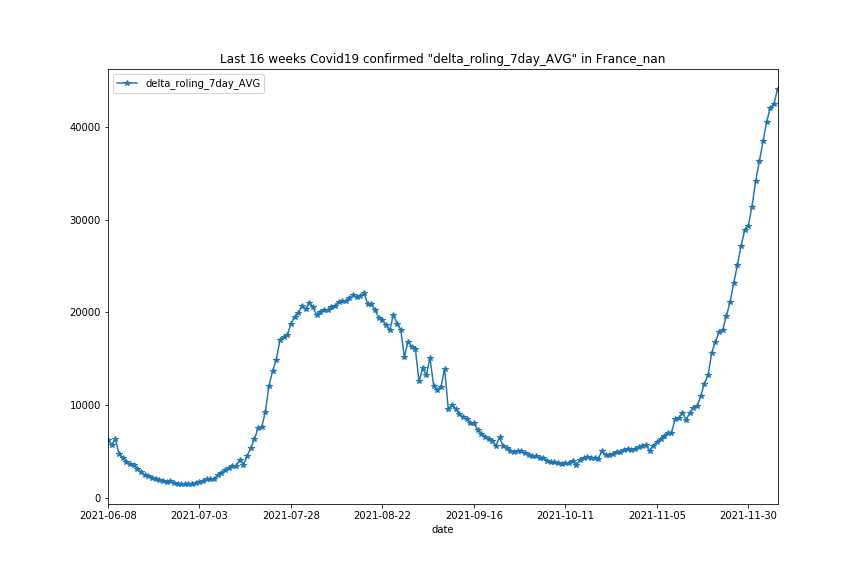 Last 16 weeks Covid19 confirmed "delta_roling_7day_AVG" in France_nan
delta_roling_7day_AVG
40000
30000
20000
10000
0
2021-06-08 2021-07-03 2021-07-28 2021-08-22 2021-09-16 2021-10-11 2021-11-05 2021-11-30
date